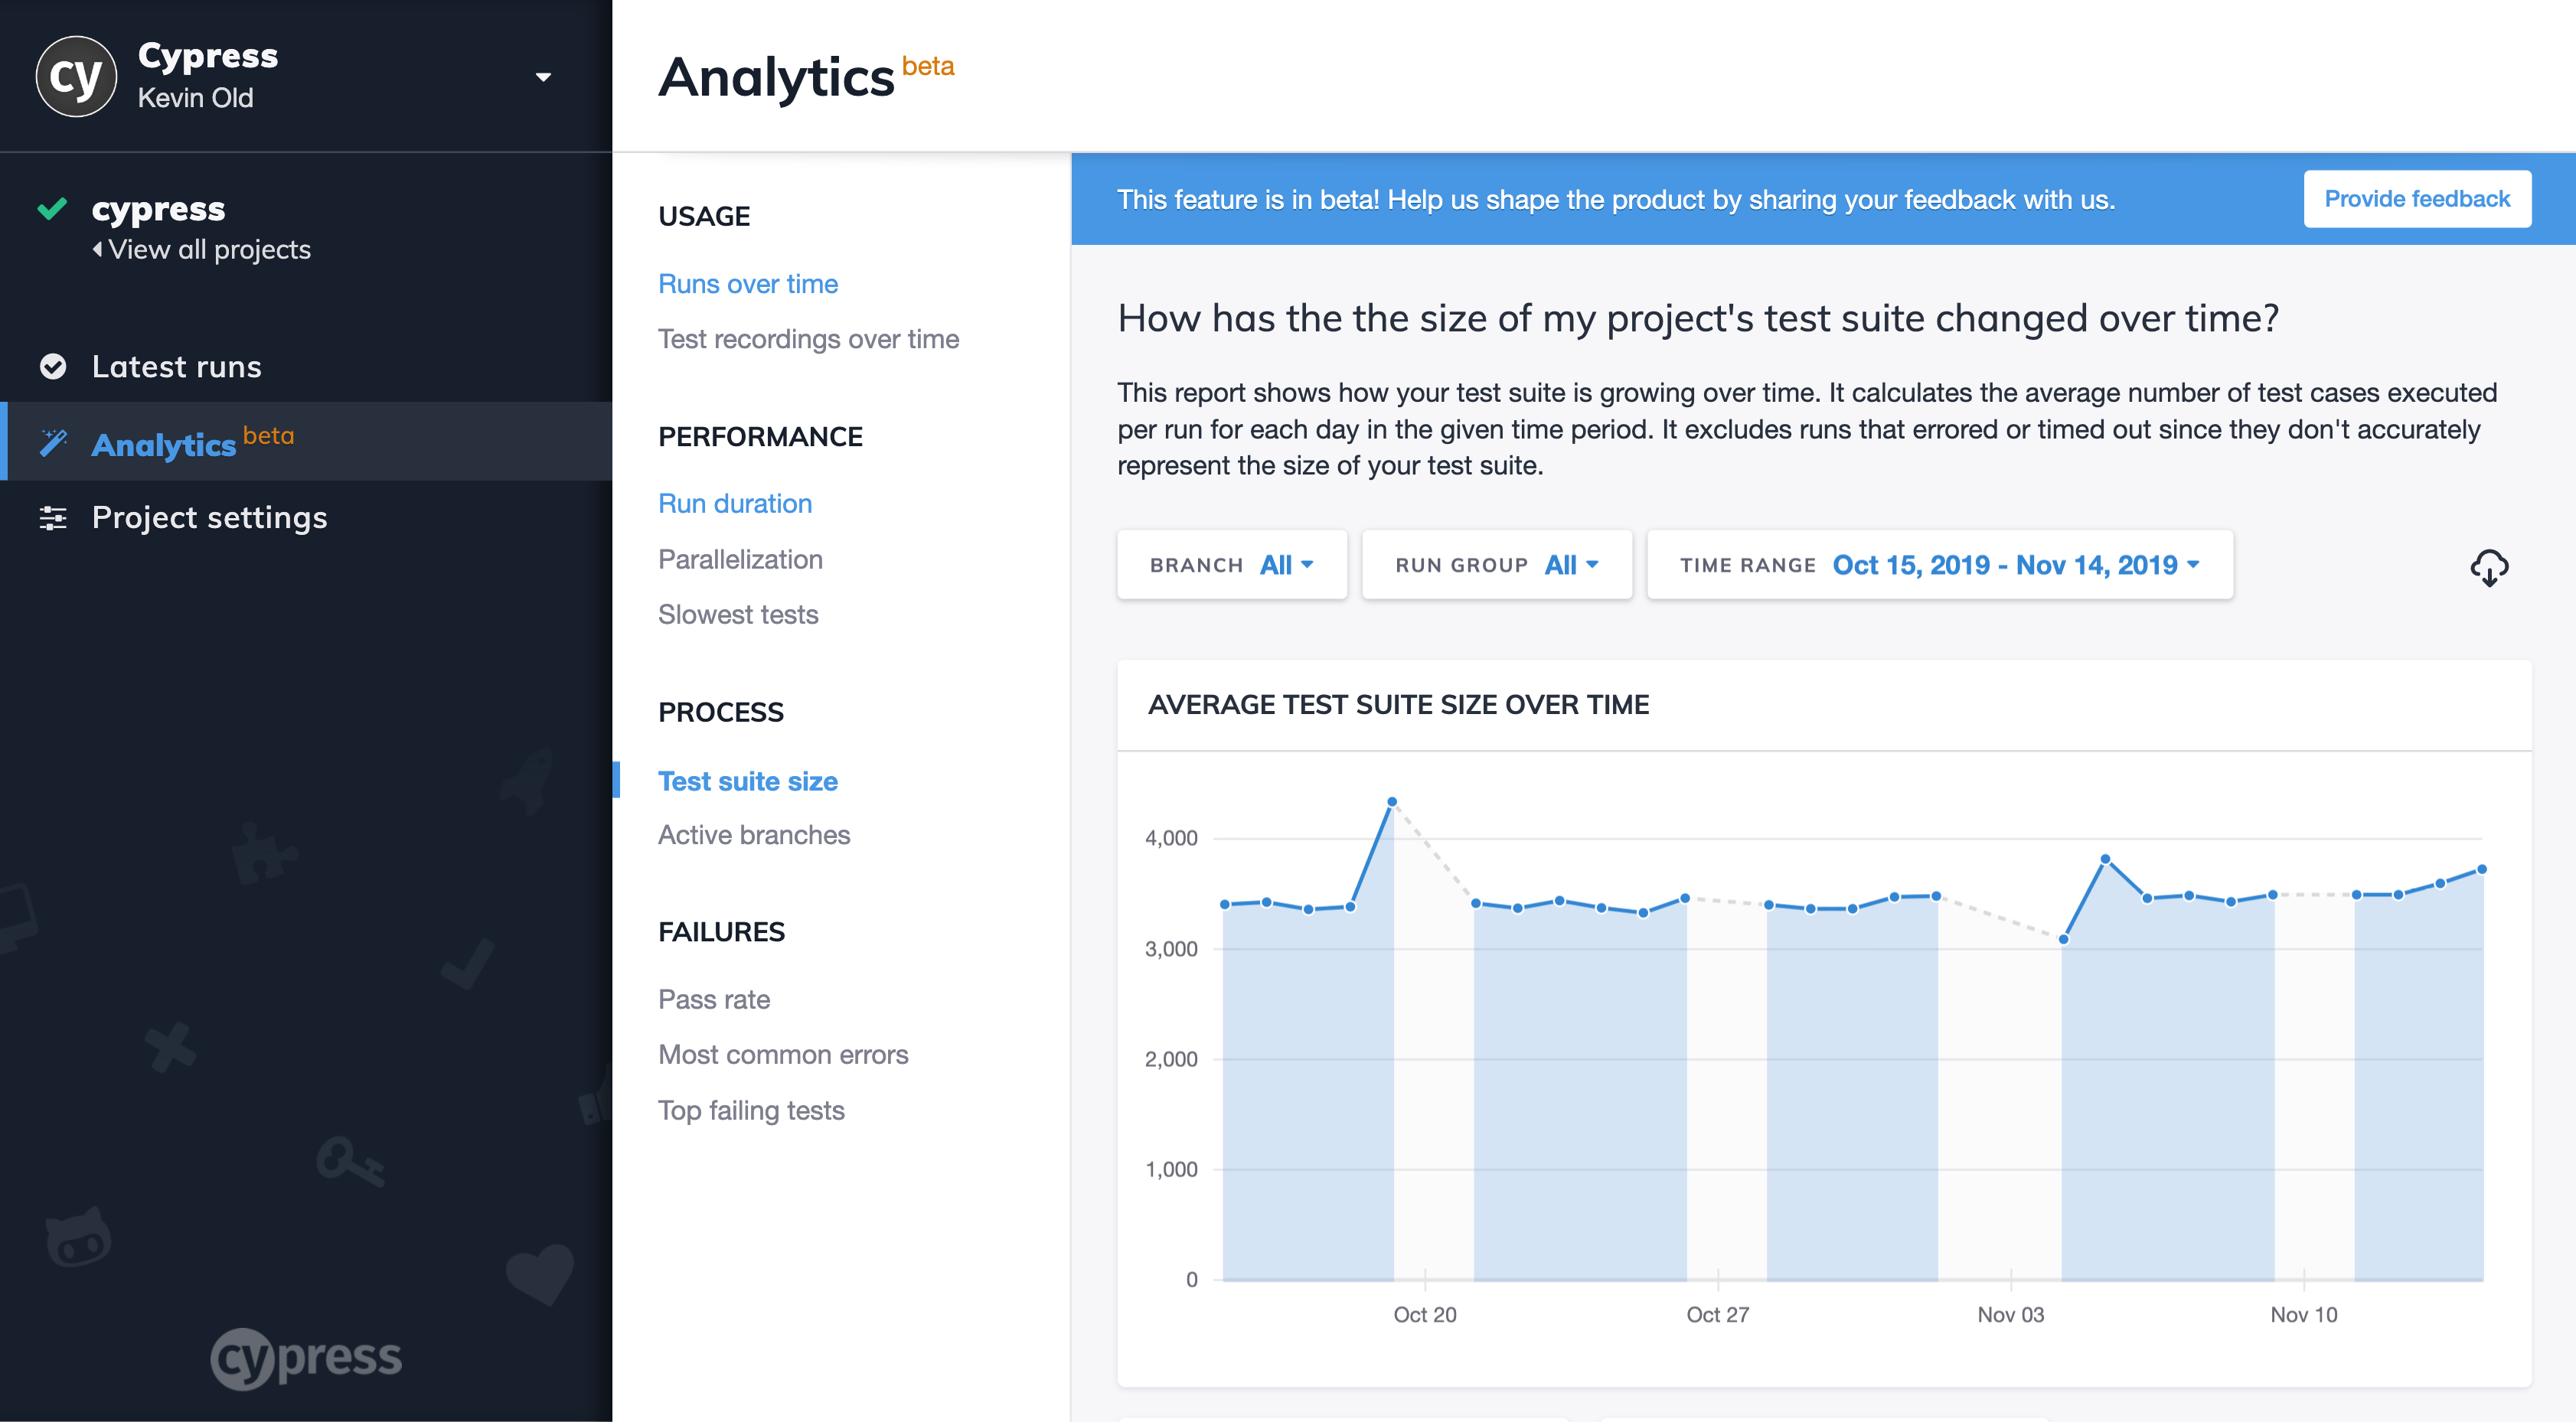 cy
Cypress
Kevin Old
cypress
View all projects
Latest runs
Analytics beta
Project settings
cypress
Analytics beta
USAGE
Runs over time
Test recordings over time
PERFORMANCE
Run duration
Parallelization
Slowest tests
PROCESS
Test suite size
Active branches
FAILURES
Pass rate
Most common errors
Top failing tests
This feature is in beta! Help us shape the product by sharing your feedback with us.
Provide feedback
How has the the size of my project's test suite changed over time?
This report shows how your test suite is growing over time. It calculates the average number of test cases executed
per run for each day in the given time period. It excludes runs that errored or timed out since they don't accurately
represent the size of your test suite.
BRANCH All
RUN GROUP All
TIME RANGE Oct 15, 2019 - Nov 14, 2019
AVERAGE TEST SUITE SIZE OVER TIME
4,000
3,000
2,000
1,000
0
Oct 20 Oct 27 Nov 03 Nov 10